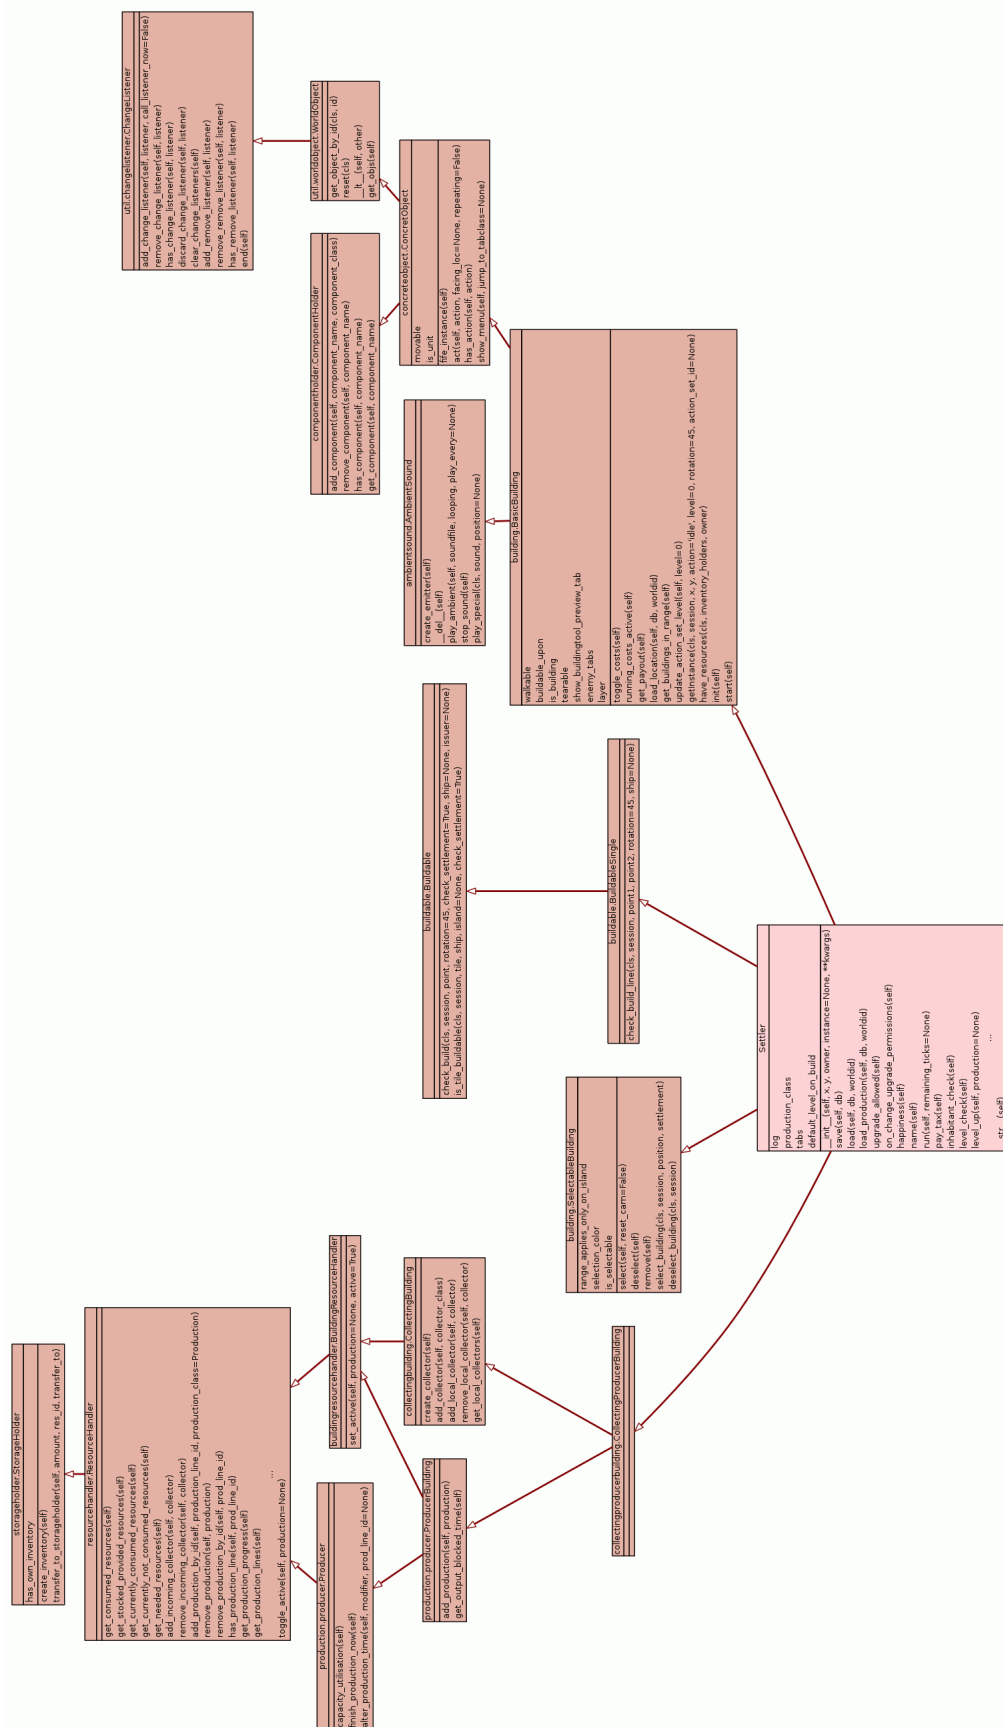 storageholder.StorageHolder
has_own_inventory
create_inventory(self)
transfer_to_storageholder(self, amount, res_id, transfer_to)
resourcehandler.ResourceHandler
get_consumed_resources(self)
get_stocked_provided_resources(self)
get_currently_consumed_resources(self)
get_currently_not_consumed_resources(self)
get_needed_resources(self)
add_incoming_collector(self, collector)
remove_incoming_collector(self, collector)
add_production_by_id(self, production_line_id, production_class=Production)
remove_production(self, production)
remove_production_by_id(self, prod_line_id)
has_production_line(self, prod_line_id)
get_production_progress(self)
get_production_lines(self)
...
toggle_active(self, production=None)
util.changelistener.ChangeListener
add_change_listener(self, listener, call_listener_now=False)
remove_change_listener(self, listener)
has_change_listener(self, listener)
discard_change_listener(self, listener)
clear_change_listeners(self)
add_remove_listener(self, listener)
remove_remove_listener(self, listener)
has_remove_listener(self, listener)
end(self)
production.producer.Producer
capacity_utilisation(self)
finish_production_now(self)
alter_production_time(self, modifier, prod_line_id=None)
buildingresourcehandler.BuildingResourceHandler
set_active(self, production=None, active=True)
componentholder.ComponentHolder
add_component(self, component_name, component_class)
remove_component(self, component_name)
has_component(self, component_name)
get_component(self, component_name)
util.worldobject.WorldObject
get_object_by_id(cls, id)
reset(cls)
__lt__(self, other)
get_objs(self)
production.producer.ProducerBuilding
add_production(self, production)
get_output_blocked_time(self)
collectingbuilding.CollectingBuilding
create_collector(self)
add_collector(self, collector_class)
add_local_collector(self, collector)
remove_local_collector(self, collector)
get_local_collectors(self)
buildable.Buildable
check_build(cls, session, point, rotation=45, check_settlement=True, ship=None, issuer=None)
is_tile_buildable(cls, session, tile, ship, island=None, check_settlement=True)
ambientsound.AmbientSound
create_emitter(self)
__del__(self)
play_ambient(self, soundfile, looping, play_every=None)
stop_sound(self)
play_special(cls, sound, position=None)
concreteobject.ConcretObject
movable
is_unit
fife_instance(self)
act(self, action, facing_loc=None, repeating=False)
has_action(self, action)
show_menu(self, jump_to_tabclass=None)
collectingproducerbuilding.CollectingProducerBuilding
building.SelectableBuilding
range_applies_only_on_island
selection_color
is_selectable
select(self, reset_cam=False)
deselect(self)
remove(self)
select_building(cls, session, position, settlement)
deselect_building(cls, session)
buildable.BuildableSingle
check_build_line(cls, session, point1, point2, rotation=45, ship=None)
building.BasicBuilding
walkable
buildable_upon
is_building
tearable
show_buildingtool_preview_tab
enemy_tabs
layer
toggle_costs(self)
running_costs_active(self)
get_payout(self)
load_location(self, db, worldid)
get_buildings_in_range(self)
update_action_set_level(self, level=0)
getInstance(cls, session, x, y, action='idle', level=0, rotation=45, action_set_id=None)
have_resources(cls, inventory_holders, owner)
init(self)
start(self)
Settler
log
production_class
tabs
default_level_on_build
__init__(self, x, y, owner, instance=None, **kwargs)
save(self, db)
load(self, db, worldid)
load_production(self, db, worldid)
upgrade_allowed(self)
on_change_upgrade_permissions(self)
happiness(self)
name(self)
run(self, remaining_ticks=None)
pay_tax(self)
inhabitant_check(self)
level_check(self)
level_up(self, production=None)
...
__str__(self)